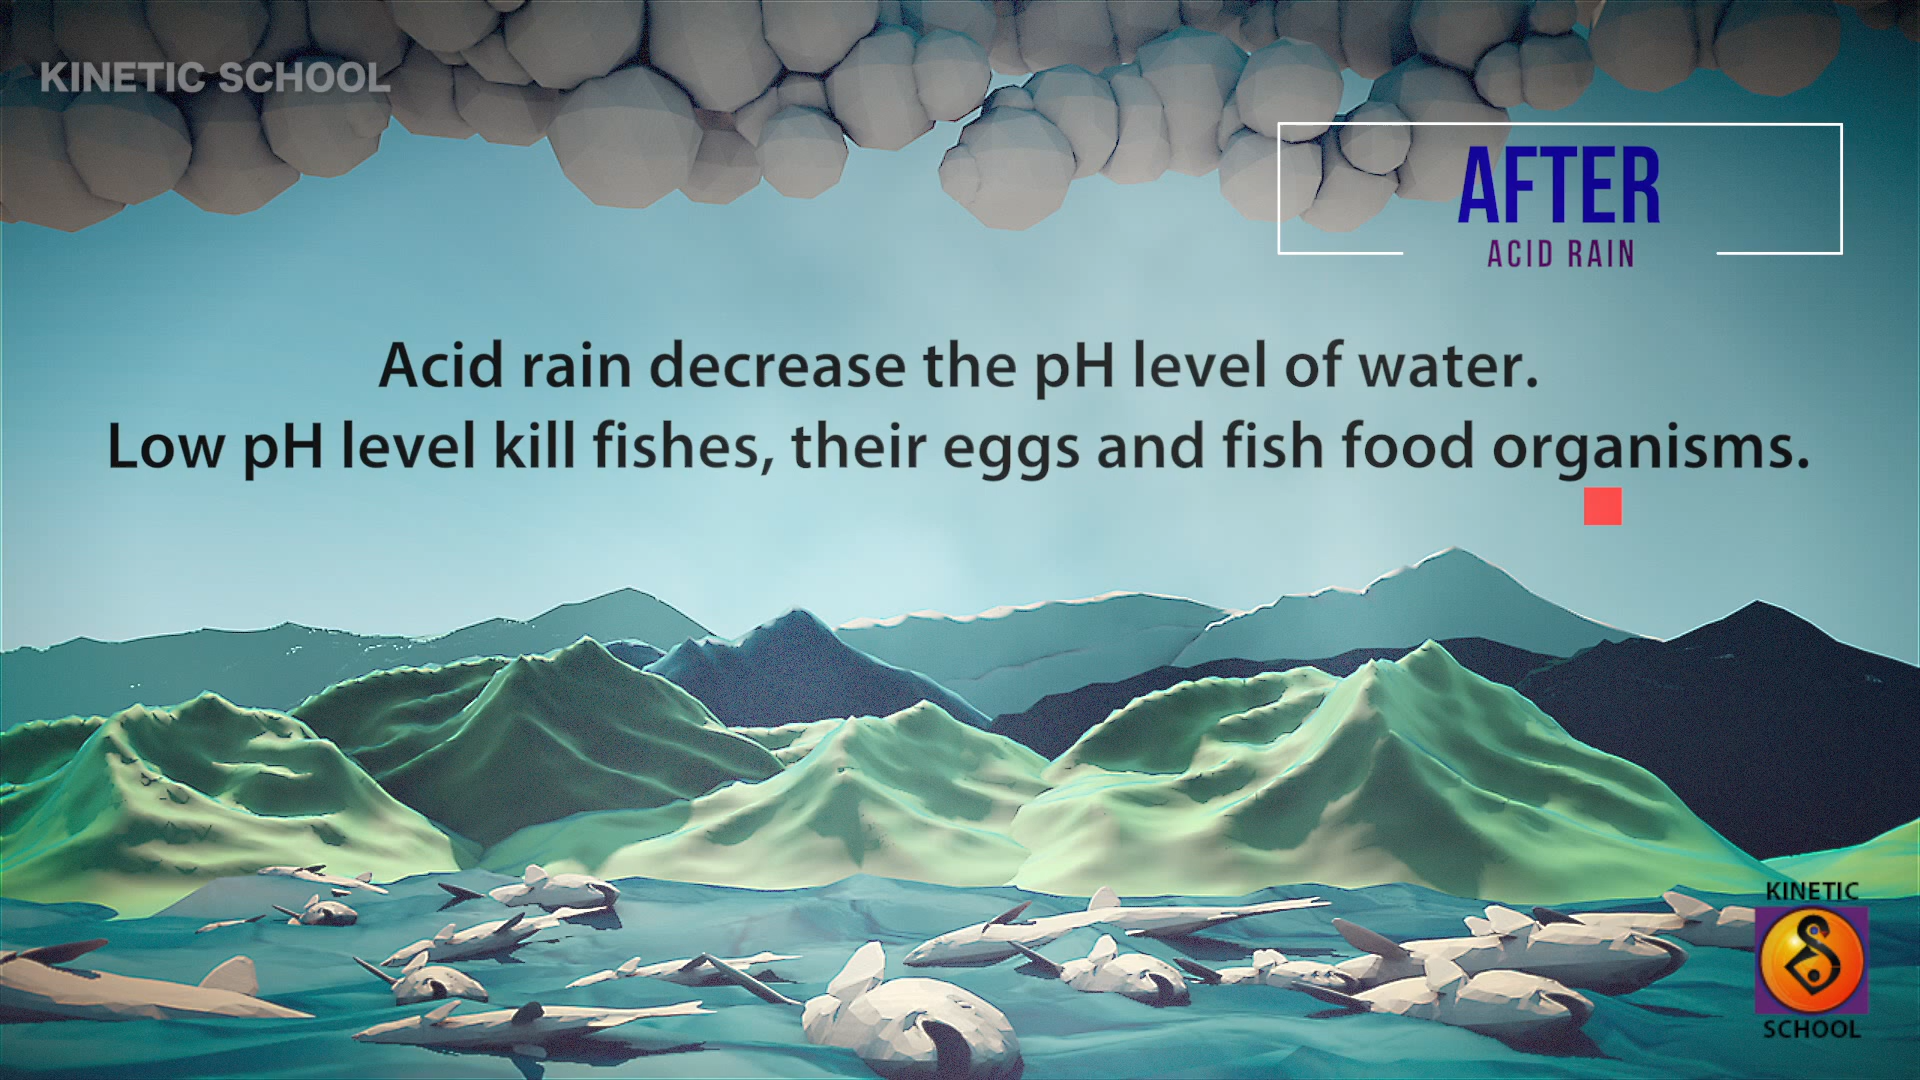 KINETIC SCHOOL
AFTER
ACID RAIN
Acid rain decrease the pH level of water.
Low pH level kill fishes, their eggs and fish food organisms.
KINETIC
SCHOOL